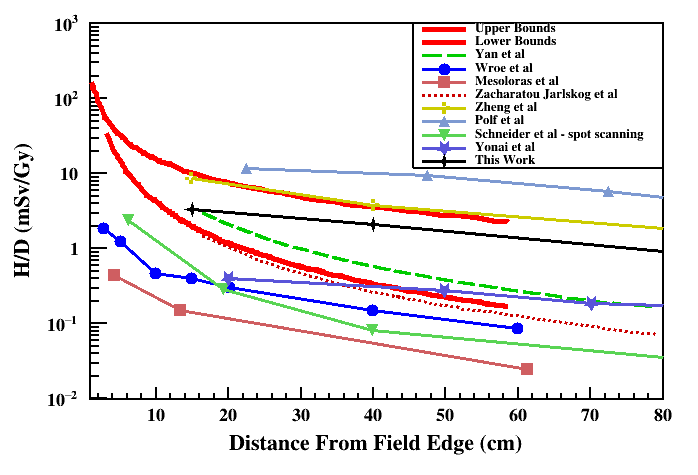 10³
10²
10
1
10⁻¹
10⁻²
H/D (mSv/Gy)
Upper Bounds
Lower Bounds
Yan et al
Wroe et al
Mesoloras et al
Zacharatou Jarlskog et al
Zheng et al
Polf et al
Schneider et al - spot scanning
Yonai et al
This Work
10 20 30 40 50 60 70 80
Distance From Field Edge (cm)